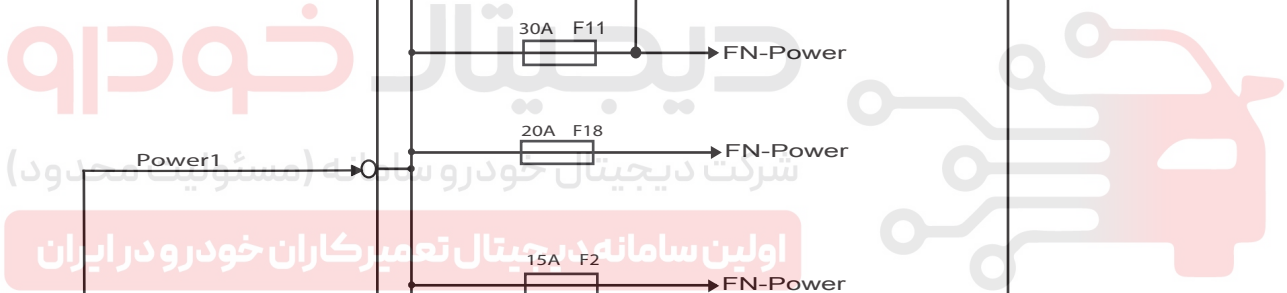 30A F11
FN-Power
دیجیتال خودرو
20A F18
FN-Power
Power1
شرکت دیجیتال خودرو سامانه (مسئولیت محدود)
اولین سامانه دیجیتال تعمیرکاران خودرو در ایران
15A F2
FN-Power